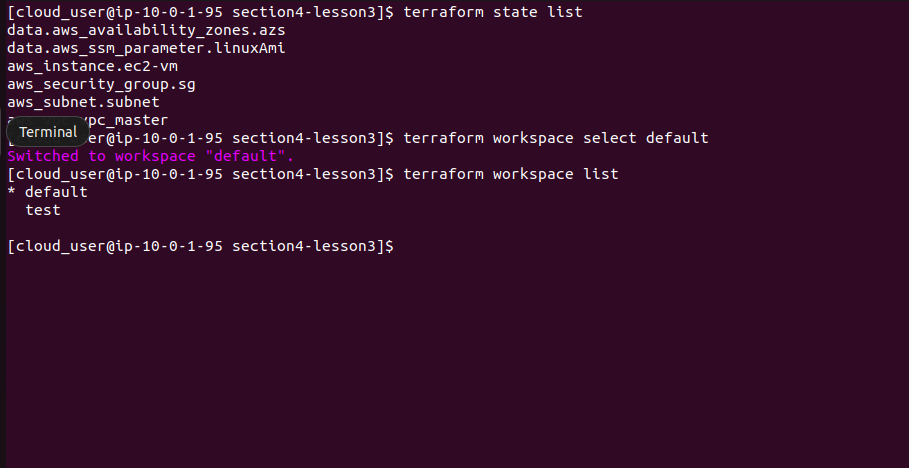 [cloud_user@ip-10-0-1-95 section4-lesson3]$ terraform state list
data.aws_availability_zones.azs
data.aws_ssm_parameter.linuxAmi
aws_instance.ec2-vm
aws_security_group.sg
aws_subnet.subnet
pc_master
Terminal
er@ip-10-0-1-95 section4-lesson3]$ terraform workspace select default
Switched to workspace "default".
[cloud_user@ip-10-0-1-95 section4-lesson3]$ terraform workspace list
* default
  test
[cloud_user@ip-10-0-1-95 section4-lesson3]$